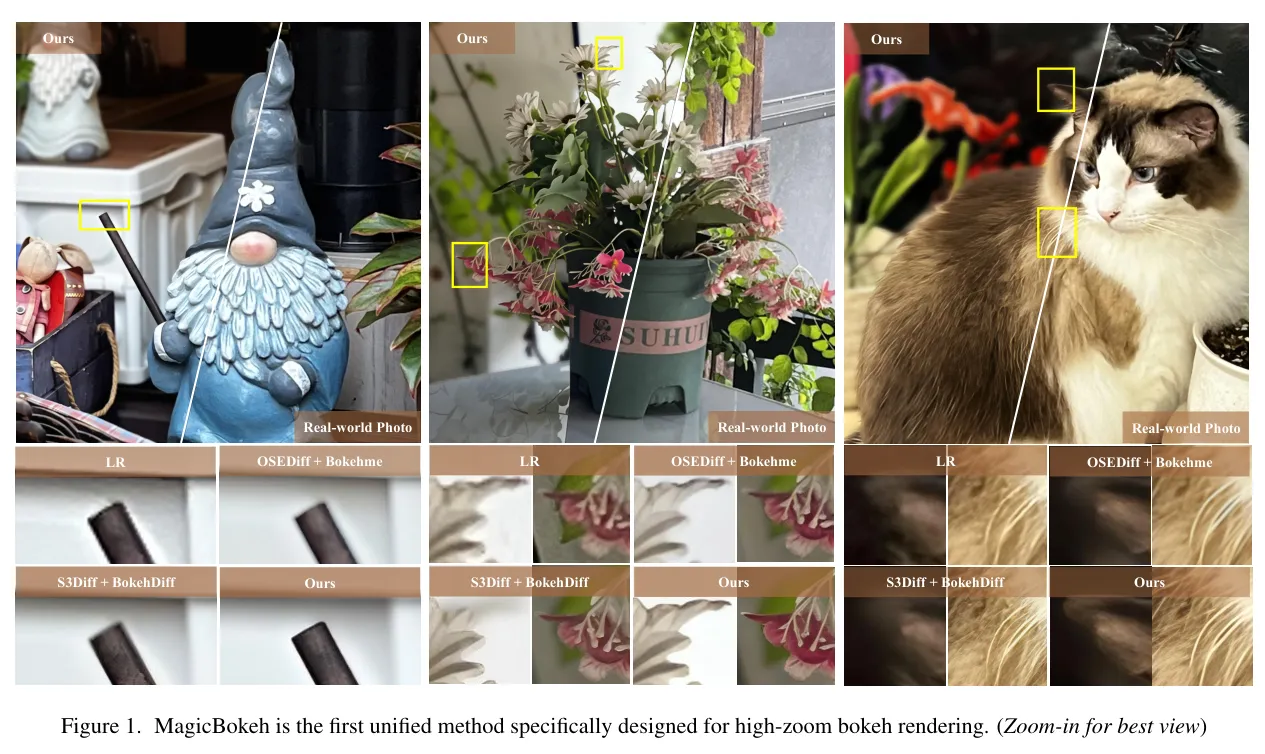 Ours
Ours
Ours
SUHUI
Real-world Photo
Real-world Photo
Real-world Photo
LR
OSEDiff + Bokehme
LR
OSEDiff + Bokehme
LR
OSEDiff + Bokehme
S3Diff + BokehDiff
Ours
S3Diff + BokehDiff
Ours
S3Diff + BokehDiff
Ours
Figure 1. MagicBokeh is the first unified method specifically designed for high-zoom bokeh rendering. (Zoom-in for best view)